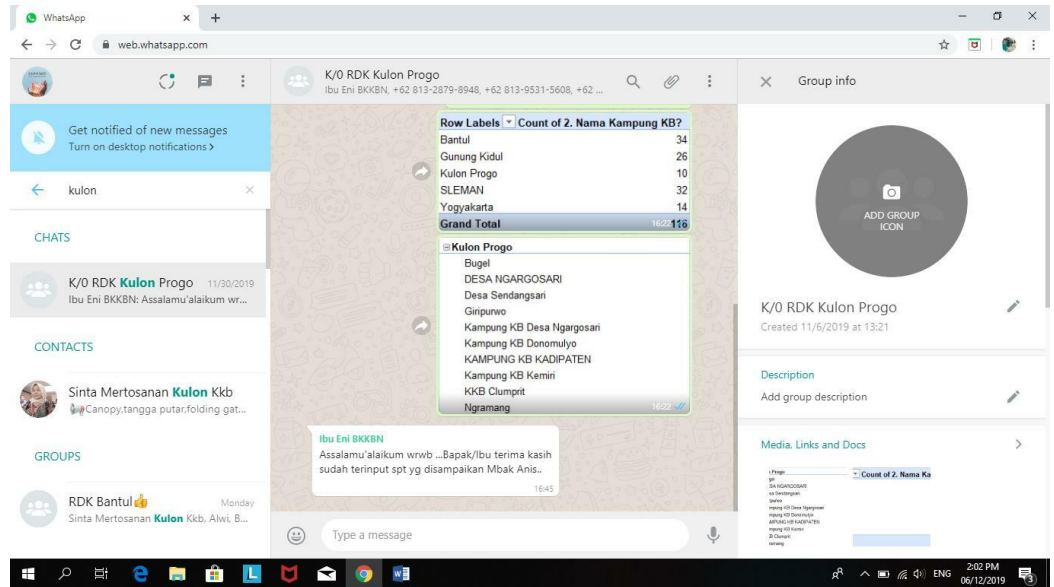 WhatsApp
web.whatsapp.com
Get notified of new messages
Turn on desktop notifications >
kulon
CHATS
K/0 RDK Kulon Progo 11/30/2019
Ibu Eni BKKBN: Assalamu'alaikum wr...
CONTACTS
Sinta Mertosanan Kulon Kkb
Canopy,tangga putar,folding gat...
GROUPS
RDK Bantul👍 Monday
Sinta Mertosanan Kulon Kkb, Alwi, B...
K/0 RDK Kulon Progo
Ibu Eni BKKBN, +62 813-2879-8948, +62 813-9531-5608, +62 ...
Row Labels Count of 2. Nama Kampung KB?
Bantul 34
Gunung Kidul 26
Kulon Progo 10
SLEMAN 32
Yogyakarta 14
Grand Total 116
16:22
Kulon Progo
Bugel
DESA NGARGOSARI
Desa Sendangsari
Giripurwo
Kampung KB Desa Ngargosari
Kampung KB Donomulyo
KAMPUNG KB KADIPATEN
Kampung KB Kemiri
KKB Clumprit
Ngramang
16:22
Ibu Eni BKKBN
Assalamu'alaikum wrwb ...Bapak/Ibu terima kasih
sudah terinput spt yg disampaikan Mbak Anis..
16:45
Type a message
Group info
ADD GROUP
ICON
K/0 RDK Kulon Progo
Created 11/6/2019 at 13:21
Description
Add group description
Media, Links and Docs
Count of 2. Nama Ka
ENG
2:02 PM
06/12/2019